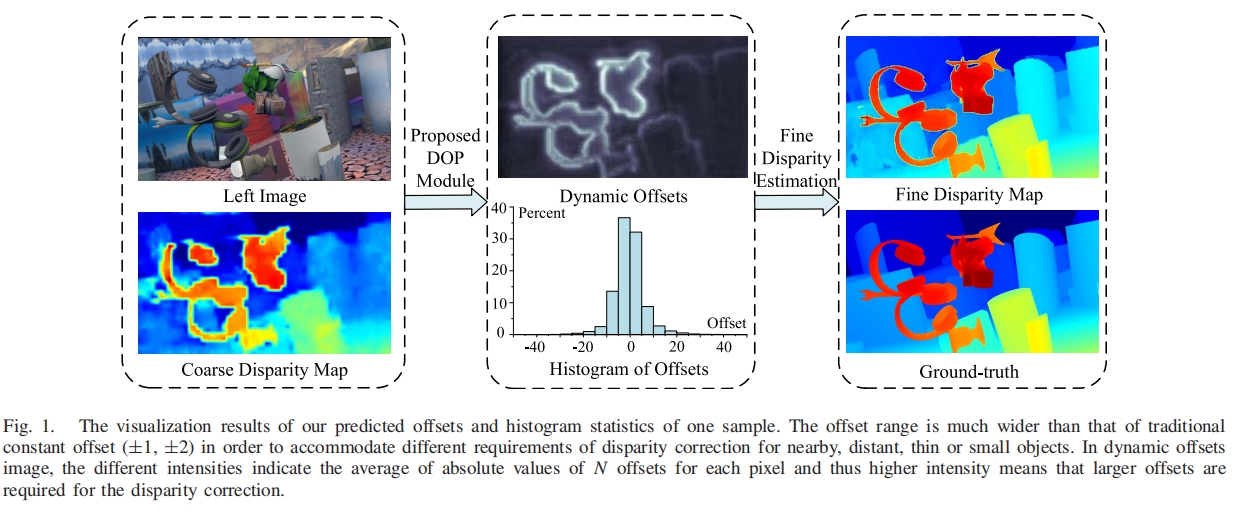 Left Image
Coarse Disparity Map
Proposed
DOP
Module
Dynamic Offsets
Percent
40
30
20
10
0
Offset
-40 -20 0 20 40
Histogram of Offsets
Fine
Disparity
Estimation
Fine Disparity Map
Ground-truth
Fig. 1. The visualization results of our predicted offsets and histogram statistics of one sample. The offset range is much wider than that of traditional
constant offset (±1, ±2) in order to accommodate different requirements of disparity correction for nearby, distant, thin or small objects. In dynamic offsets
image, the different intensities indicate the average of absolute values of N offsets for each pixel and thus higher intensity means that larger offsets are
required for the disparity correction.